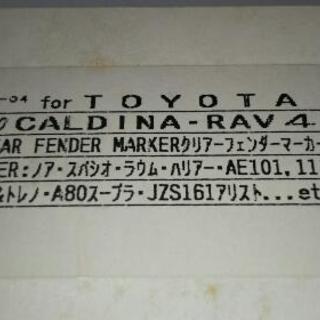 -04 for TOYOTA
CALDINA-RAV4
AR FENDER MARKERクリアーフェンダーマーカー
ER:ノア・スパシオ・ラウム・ハリアー・AE101,11
&トレノ・A80スープラ・JZS161アリスト...et